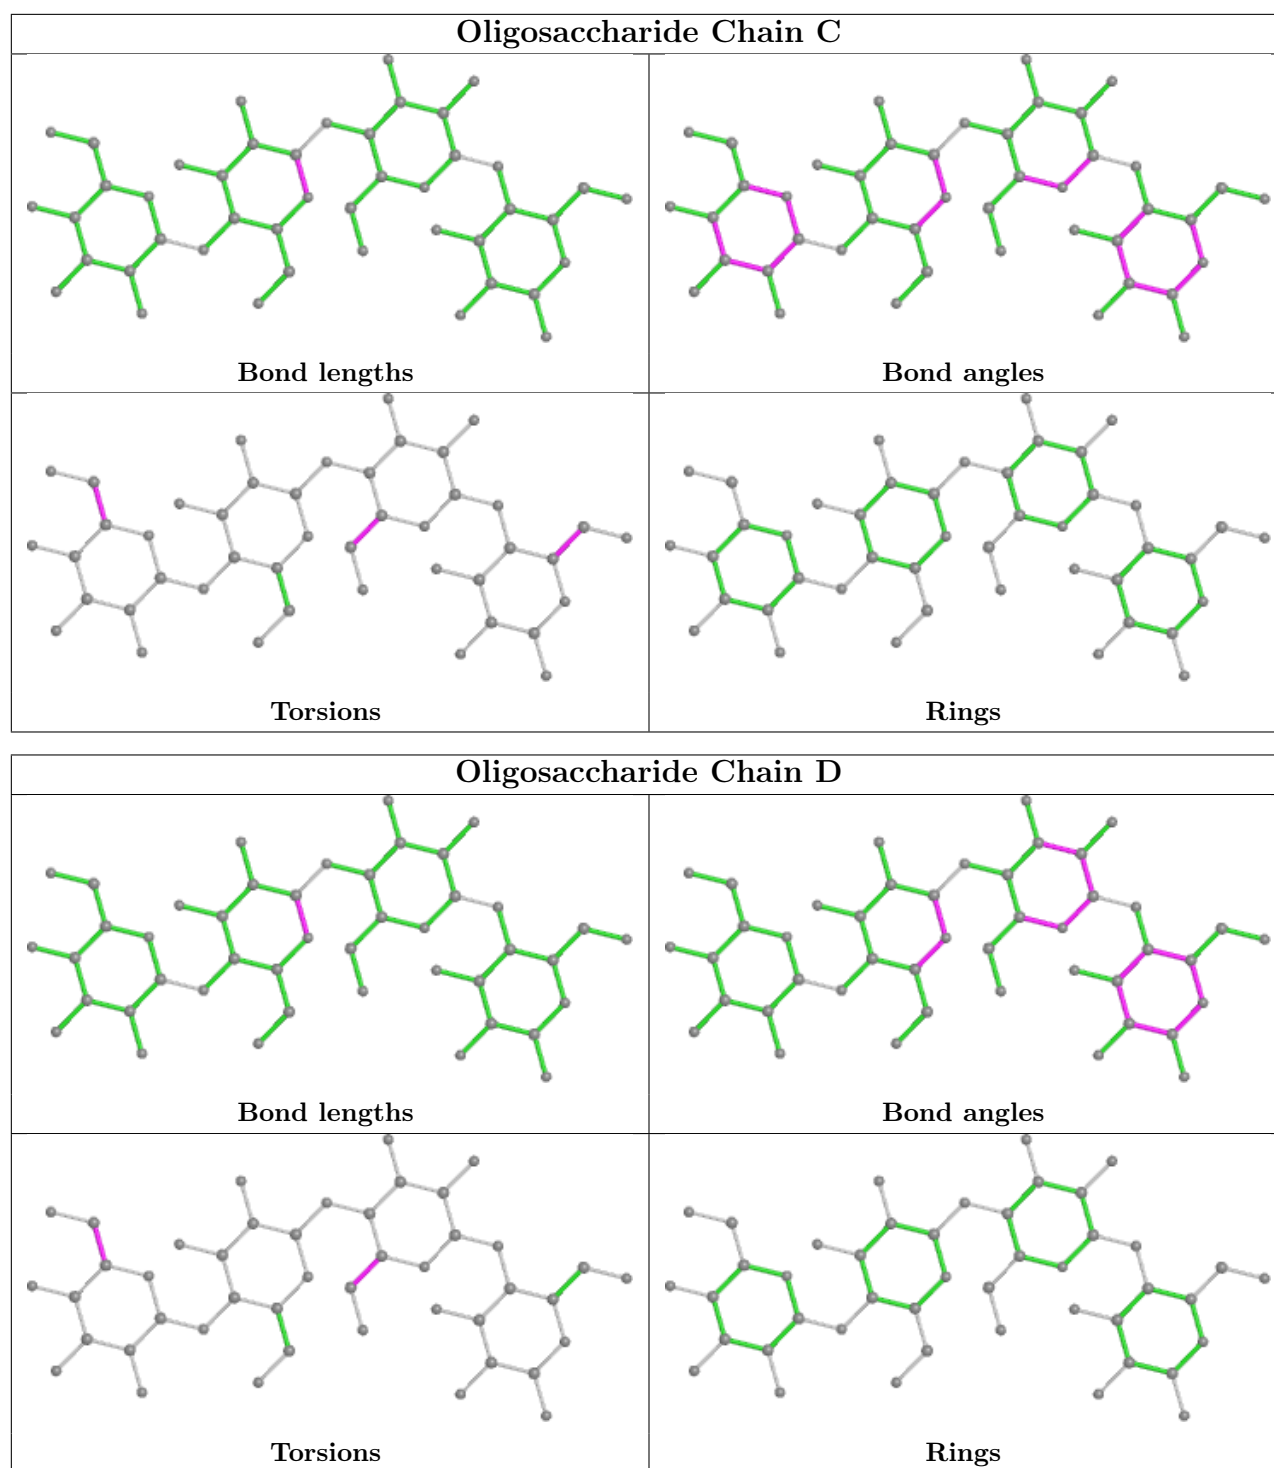 Oligosaccharide Chain C
Bond lengths
Bond angles
Torsions
Rings
Oligosaccharide Chain D
Bond lengths
Bond angles
Torsions
Rings